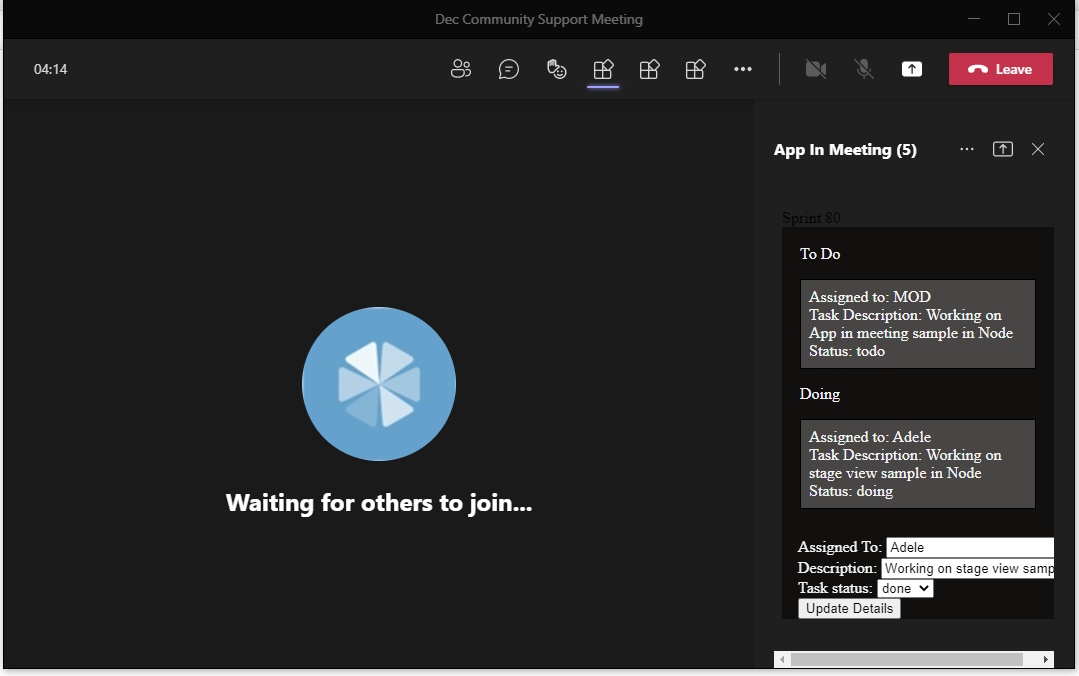 Dec Community Support Meeting
04:14
Leave
App In Meeting (5)
Sprint 80
To Do
Assigned to: MOD
Task Description: Working on
App in meeting sample in Node
Status: todo
Doing
Assigned to: Adele
Task Description: Working on
stage view sample in Node
Status: doing
Waiting for others to join...
Assigned To: Adele
Description: Working on stage view samp
Task status: done
Update Details